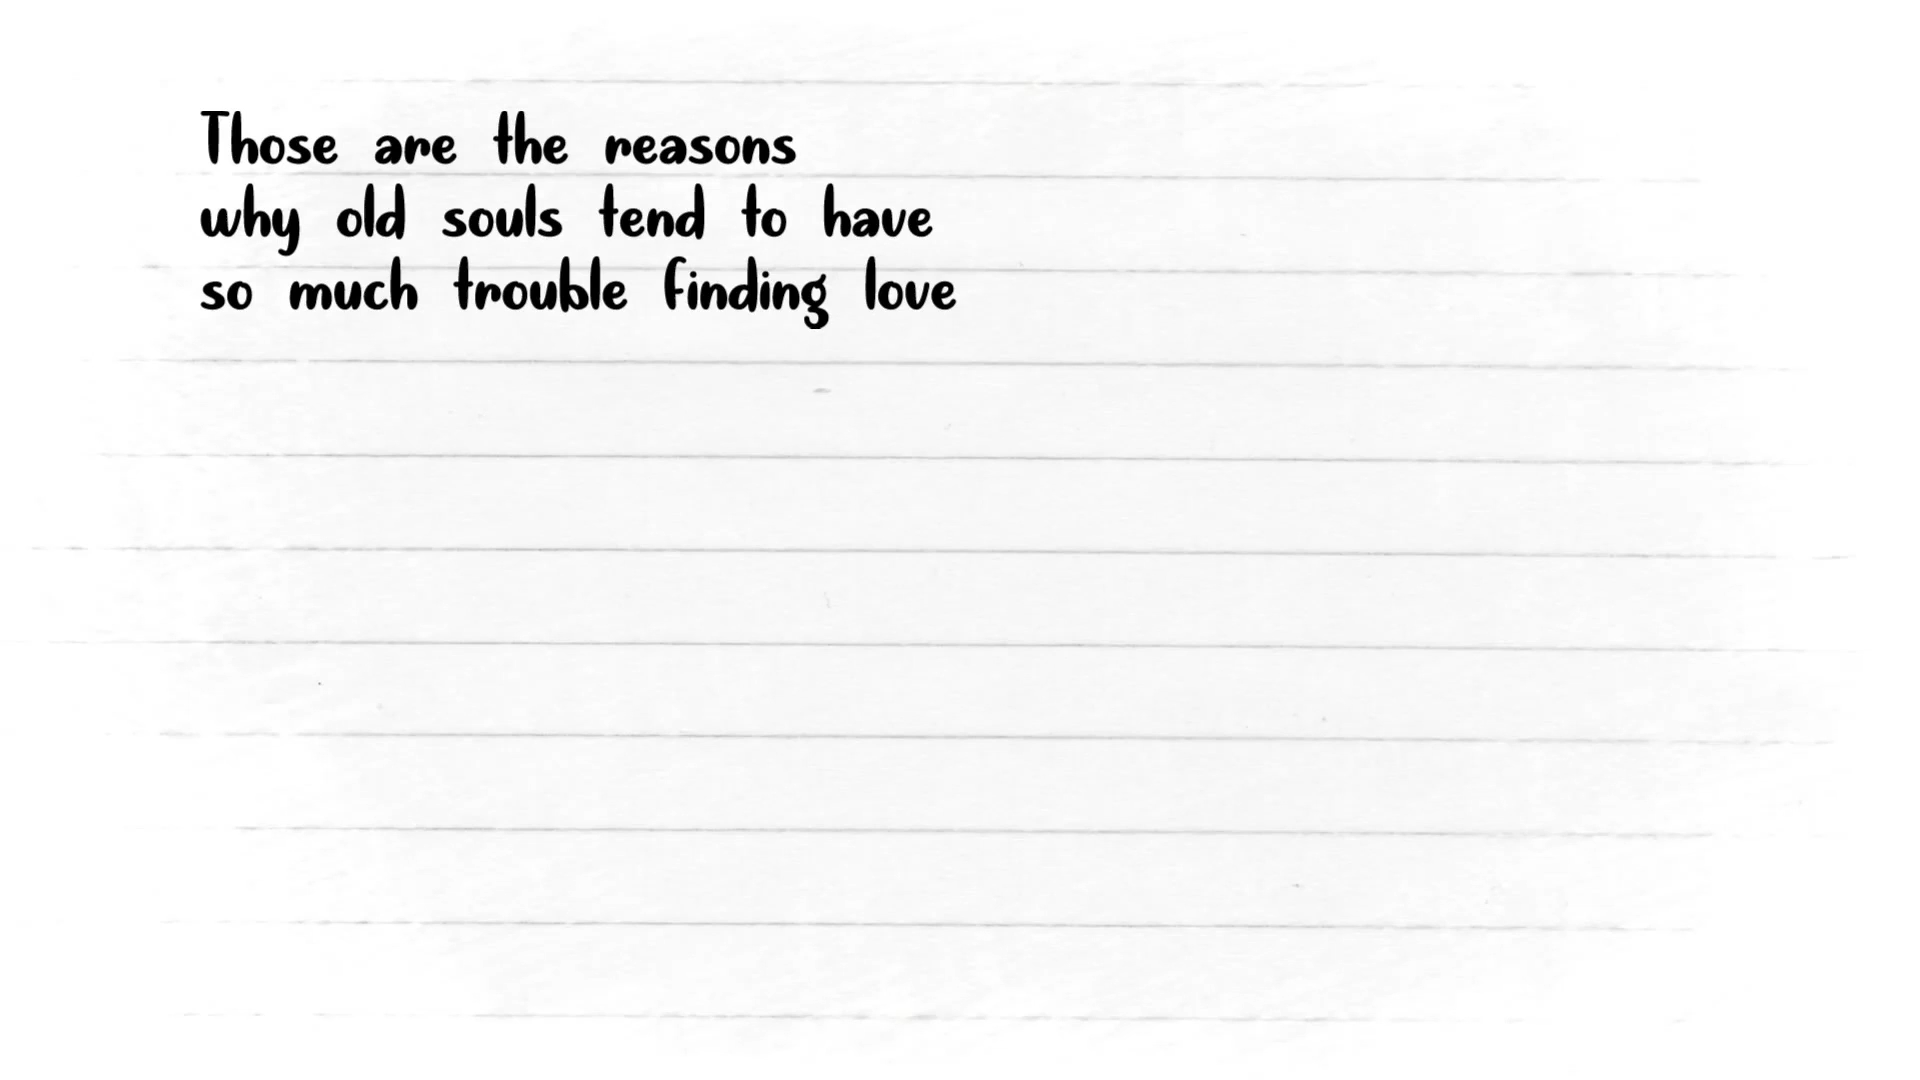 Those are the reasons
why old souls tend to have
so much trouble finding love